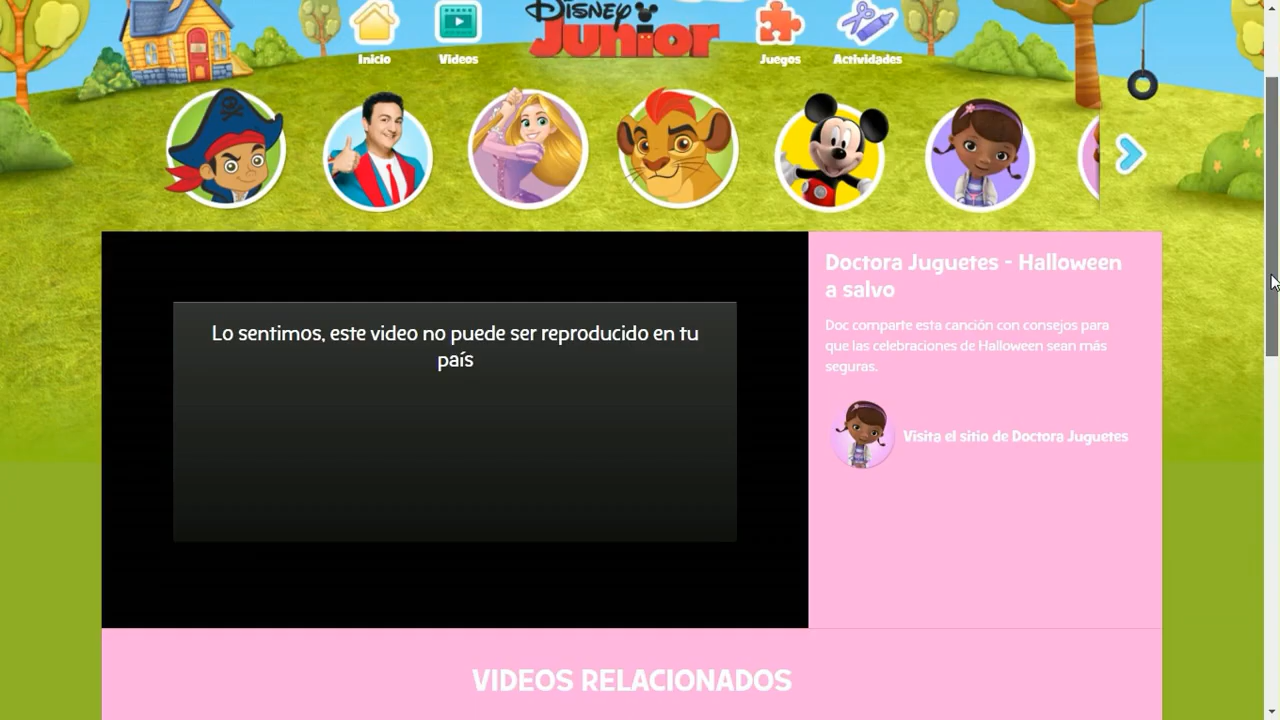 Disney
Junior
Inicio
Videos
Juegos
Actividades
Doctora Juguetes - Halloween
a salvo
Doc comparte esta canción con consejos para
que las celebraciones de Halloween sean más
seguras.
Visita el sitio de Doctora Juguetes
Lo sentimos, este video no puede ser reproducido en tu
país
VIDEOS RELACIONADOS